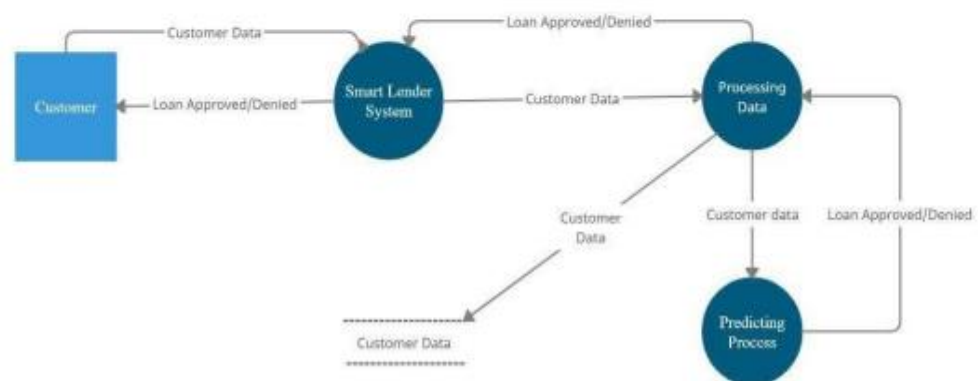 Loan Approved/Denied
Customer Data
Customer
Loan Approved/Denied
Smart Lender
System
Customer Data
Processing
Data
Customer
Data
Customer data
Loan Approved/Denied
Customer Data
Predicting
Process